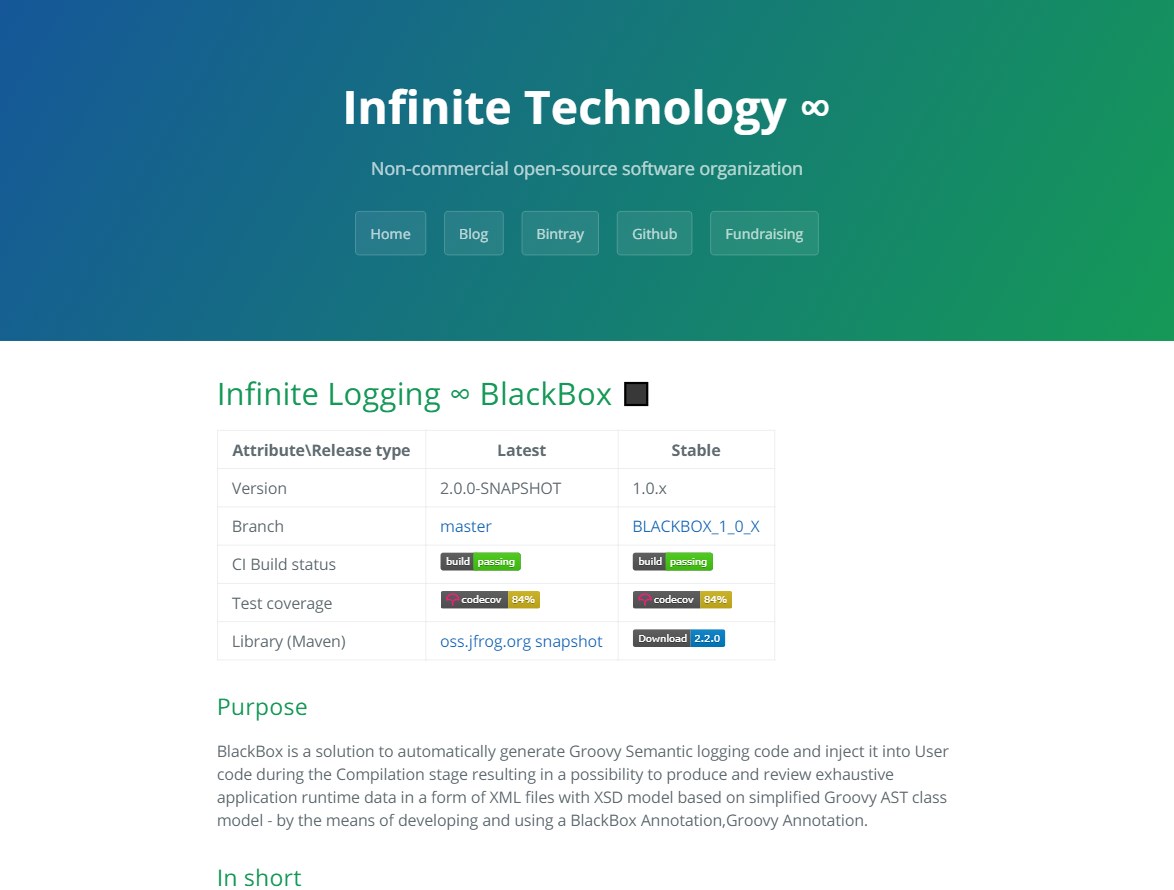 Infinite Technology ∞
Non-commercial open-source software organization
Home Blog Bintray Github Fundraising
Infinite Logging ∞ BlackBox ⬛
Attribute\Release type Latest Stable
Version 2.0.0-SNAPSHOT 1.0.x
Branch master BLACKBOX_1_0_X
CI Build status build passing build passing
Test coverage codecov 84% codecov 84%
Library (Maven) oss.jfrog.org snapshot Download 2.2.0
Purpose
BlackBox is a solution to automatically generate Groovy Semantic logging code and inject it into User
code during the Compilation stage resulting in a possibility to produce and review exhaustive
application runtime data in a form of XML files with XSD model based on simplified Groovy AST class
model - by the means of developing and using a BlackBox Annotation,Groovy Annotation.
In short